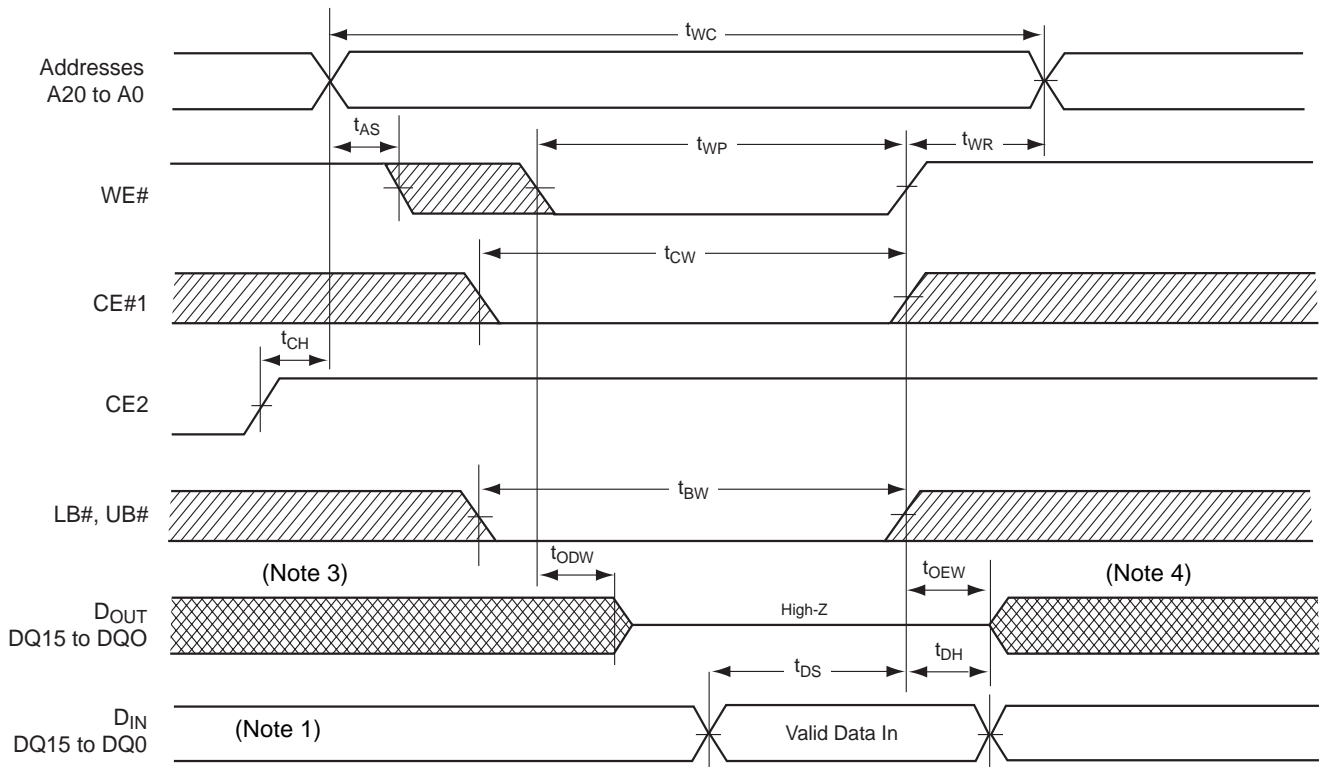 tWC
Addresses
A20 to A0
tAS
tWP
tWR
WE#
tCW
CE#1
tCH
CE2
tBW
LB#, UB#
(Note 3)
tODW
tOEW
(Note 4)
DOUT
DQ15 to DQO
High-Z
tDS
tDH
DIN
DQ15 to DQ0
(Note 1)
Valid Data In